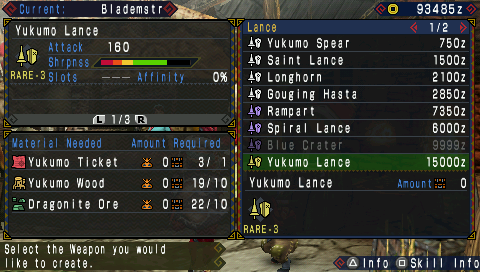 Current: Blademstr
93485z
Yukumo Lance
Attack 160
Shrpnss
RARE-3
Slots --- Affinity 0%
L 1/3 R
Material Needed Amount Required
Yukumo Ticket 0 3/ 1
Yukumo Wood 0 19/10
Dragonite Ore 0 22/10
Select the Weapon you would
like to create.
Lance
1/2
Yukumo Spear 750z
Saint Lance 1500z
Longhorn 2100z
Gouging Hasta 2850z
Rampart 7350z
Spiral Lance 6000z
Blue Crater 9999z
Yukumo Lance 15000z
Yukumo Lance Amount 0
RARE-3
Info Skill Info